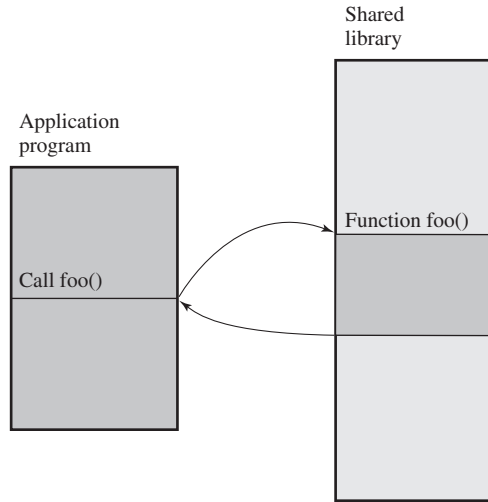 Shared
library
Application
program
Function foo()
Call foo()